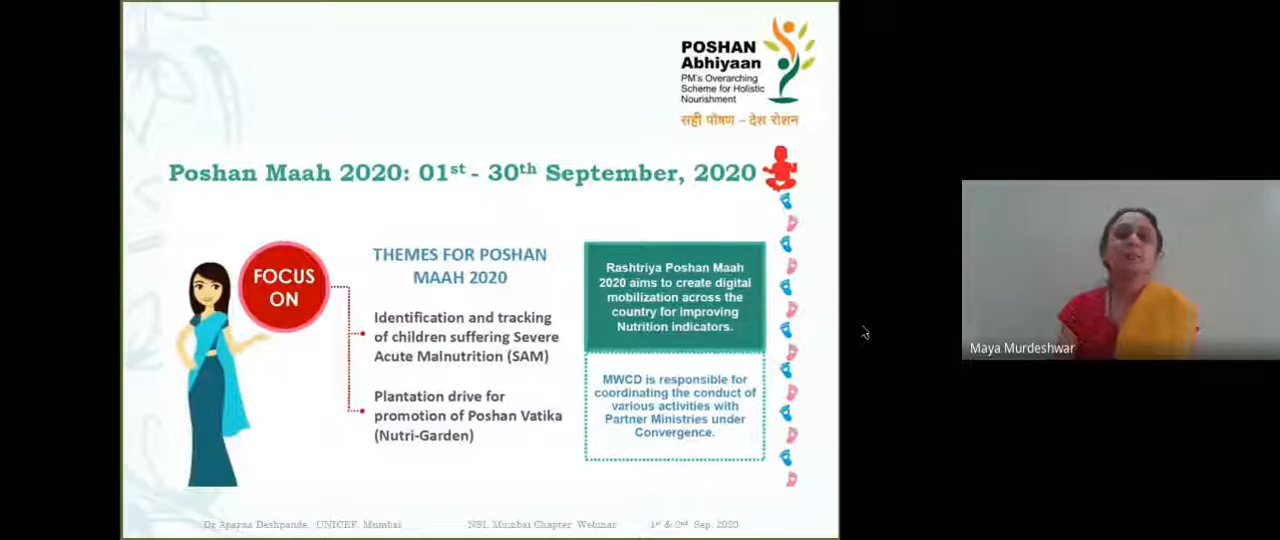 POSHAN
Abhiyaan
PM's Overarching
Scheme for Holistic
Nourishment
सही पोषण – देश रोशन
Poshan Maah 2020: 01st - 30th September, 2020
FOCUS
ON
THEMES FOR POSHAN
MAAH 2020
Identification and tracking
of children suffering Severe
Acute Malnutrition (SAM)
Plantation drive for
promotion of Poshan Vatika
(Nutri-Garden)
Rashtriya Poshan Maah
2020 aims to create digital
mobilization across the
country for improving
Nutrition indicators.
MWCD is responsible for
coordinating the conduct of
various activities with
Partner Ministries under
Convergence.
Maya Murdeshwar
Dr Aparna Deshpande, UNICEF, Mumbai
NSI, Mumbai Chapter Webinar
1st & 2nd Sep, 2020